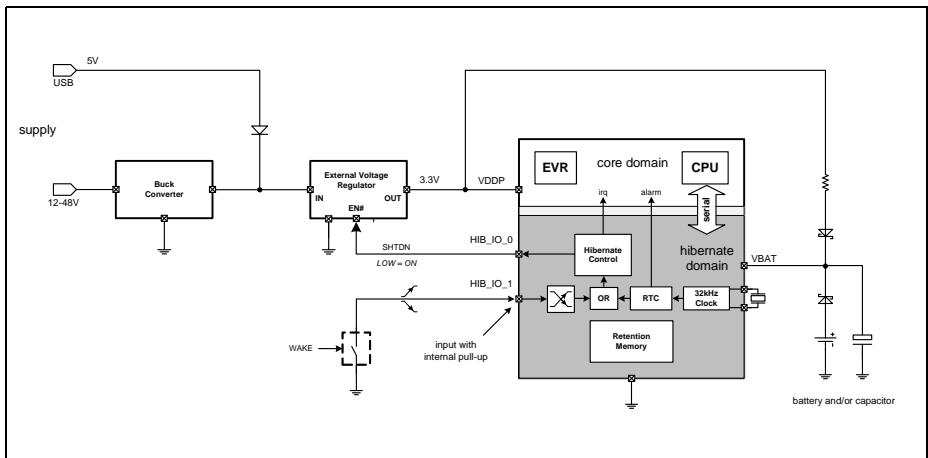 5V
USB
supply
12-48V
Buck
Converter
External Voltage
Regulator
IN
OUT
EN#
3.3V
VDDP
SHTDN
LOW = ON
HIB_IO_0
HIB_IO_1
WAKE
input with
internal pull-up
EVR
core domain
CPU
irq
alarm
serial
Hibernate
Control
hibernate
domain
OR
RTC
32kHz
Clock
Retention
Memory
VBAT
+
-
battery and/or capacitor